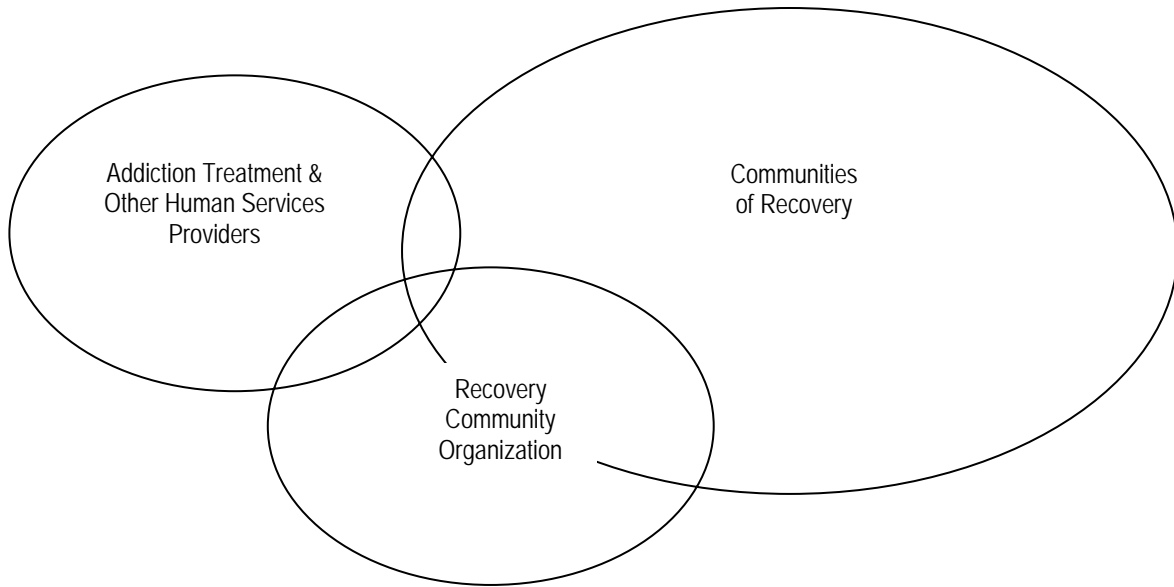 Addiction Treatment &
Other Human Services
Providers
Communities
of Recovery
Recovery
Community
Organization